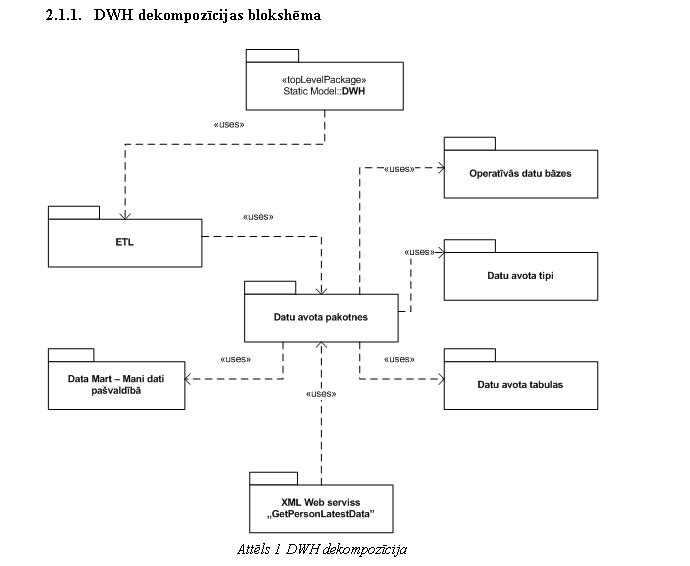 2.1.1. DWH dekompozīcijas blokshēma
«topLevelPackage»
Static Model::DWH
«uses»
«uses»
Operatīvās datu bāzes
«uses»
ETL
«uses»
Datu avota tipi
Datu avota pakotnes
«uses»
«uses»
Data Mart – Mani dati
pašvaldībā
Datu avota tabulas
«uses»
XML Web serviss
„GetPersonLatestData”
Attēls 1 DWH dekompozīcija